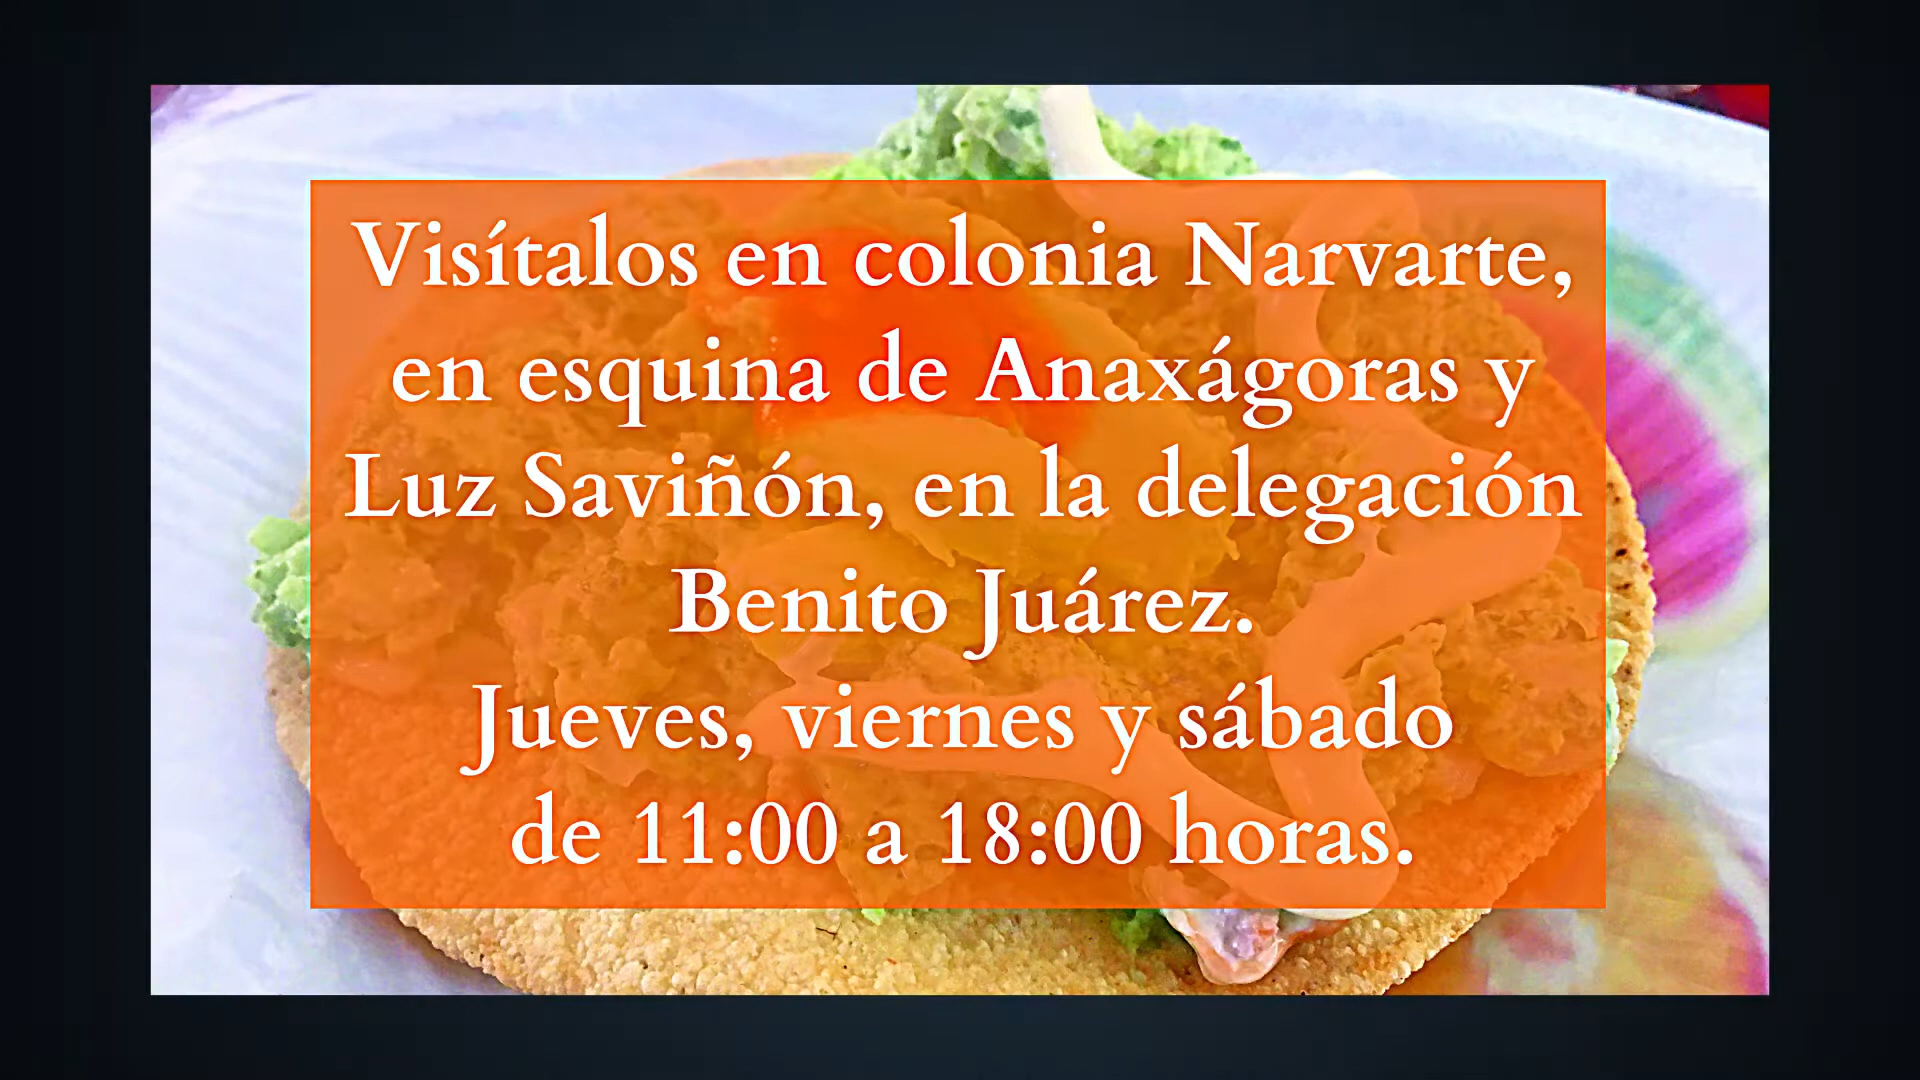 Visítalos en colonia Narvarte,
en esquina de Anaxágoras y
Luz Saviñón, en la delegación
Benito Juárez.
Jueves, viernes y sábado
de 11:00 a 18:00 horas.